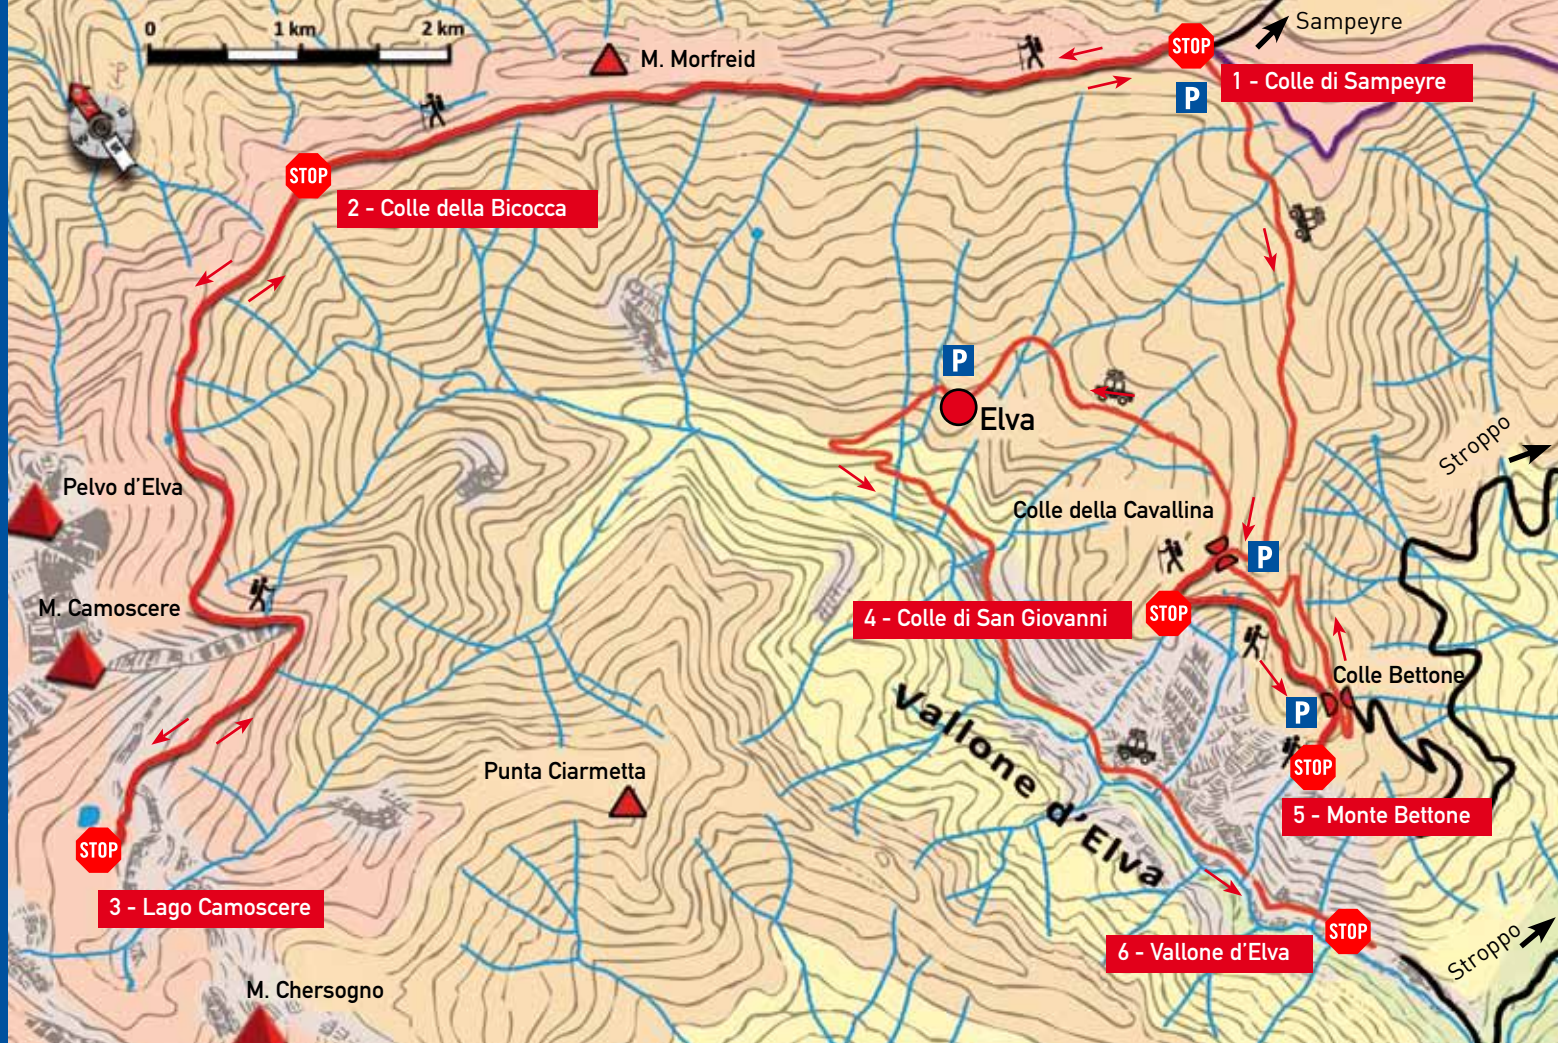 0
1 km
2 km
M. Morfreid
STOP
Sampeyre
1 - Colle di Sampeyre
P
STOP
2 - Colle della Bicocca
P
Elva
Stroppo
Pelvo d'Elva
Colle della Cavallina
P
M. Camoscere
4 - Colle di San Giovanni
STOP
Colle Bettone
Vallone d'Elva
P
STOP
Punta Ciarmetta
5 - Monte Bettone
STOP
3 - Lago Camoscere
STOP
6 - Vallone d'Elva
Stroppo
M. Chersogno